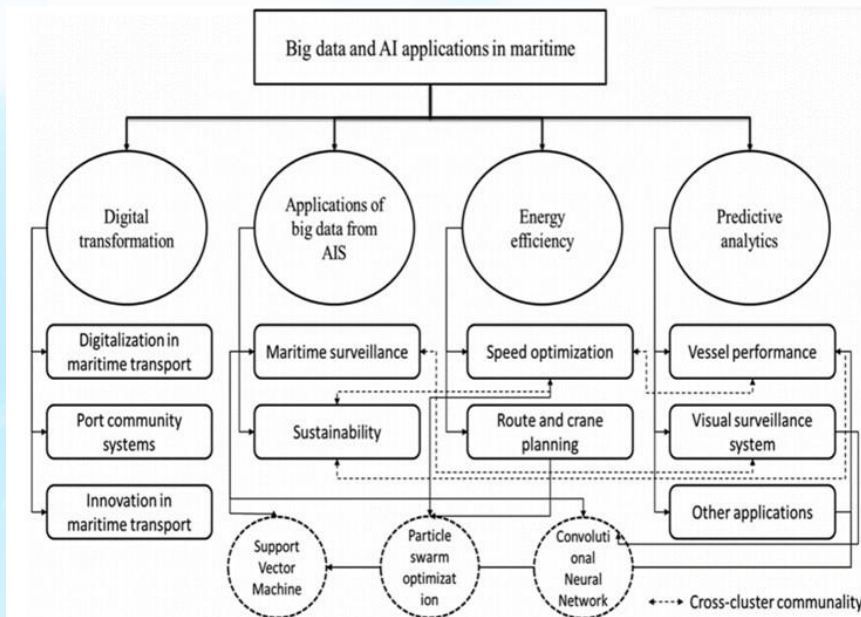 Big data and AI applications in maritime
Digital
transformation
Applications of
big data from
AIS
Energy
efficiency
Predictive
analytics
Digitalization in
maritime transport
Maritime surveillance
Speed optimization
Vessel performance
Port community
systems
Sustainability
Route and crane
planning
Visual surveillance
system
Innovation in
maritime transport
Other applications
Support
Vector
Machine
Particle
swarm
optimizat
ion
Convoluti
onal
Neural
Network
Cross-cluster communality